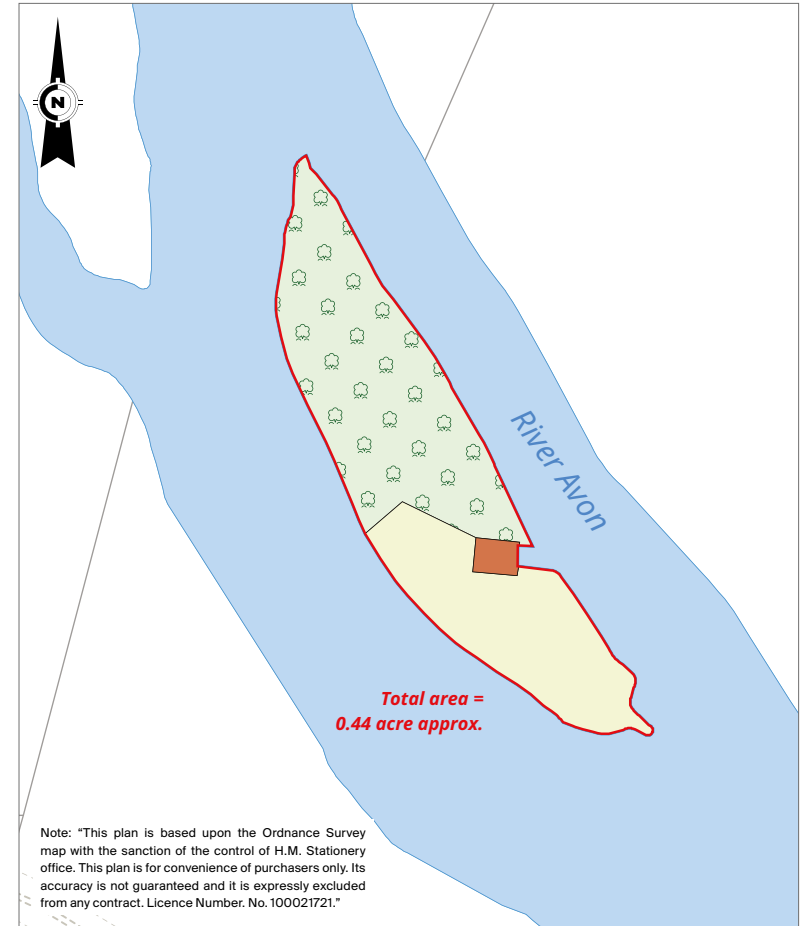 N
River Avon
Total area =
0.44 acre approx.
Note: “This plan is based upon the Ordnance Survey
map with the sanction of the control of H.M. Stationery
office. This plan is for convenience of purchasers only. Its
accuracy is not guaranteed and it is expressly excluded
from any contract. Licence Number. No. 100021721.”